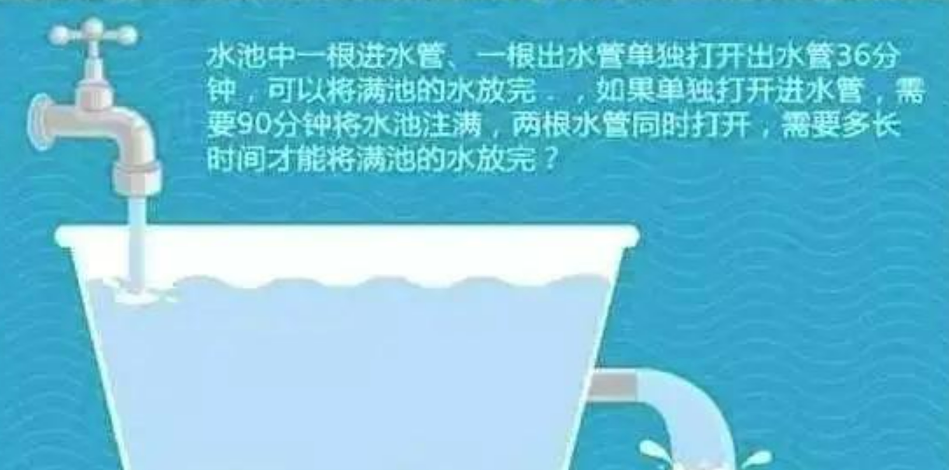 水池中一根进水管、一根出水管单独打开出水管36分
钟，可以将满池的水放完．，如果单独打开进水管，需
要90分钟将水池注满，两根水管同时打开，需要多长
时间才能将满池的水放完？